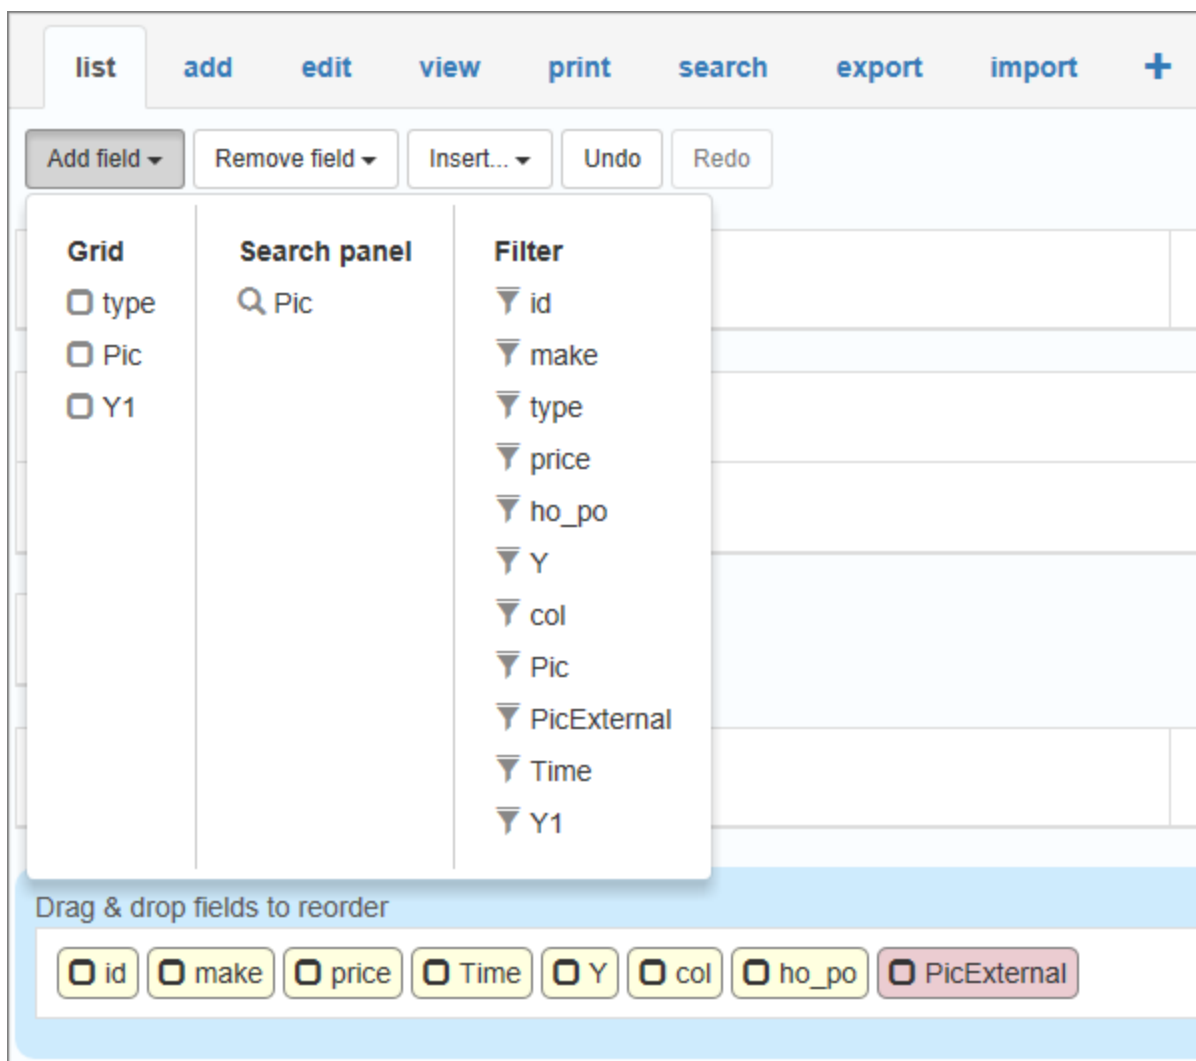 list add edit view print search export import +
Add field Remove field Insert... Undo Redo
Grid Search panel Filter
type Pic id
Pic make
Y1 type
price
ho_po
Y
col
Pic
PicExternal
Time
Y1
Drag & drop fields to reorder
id make price Time Y col ho_po PicExternal